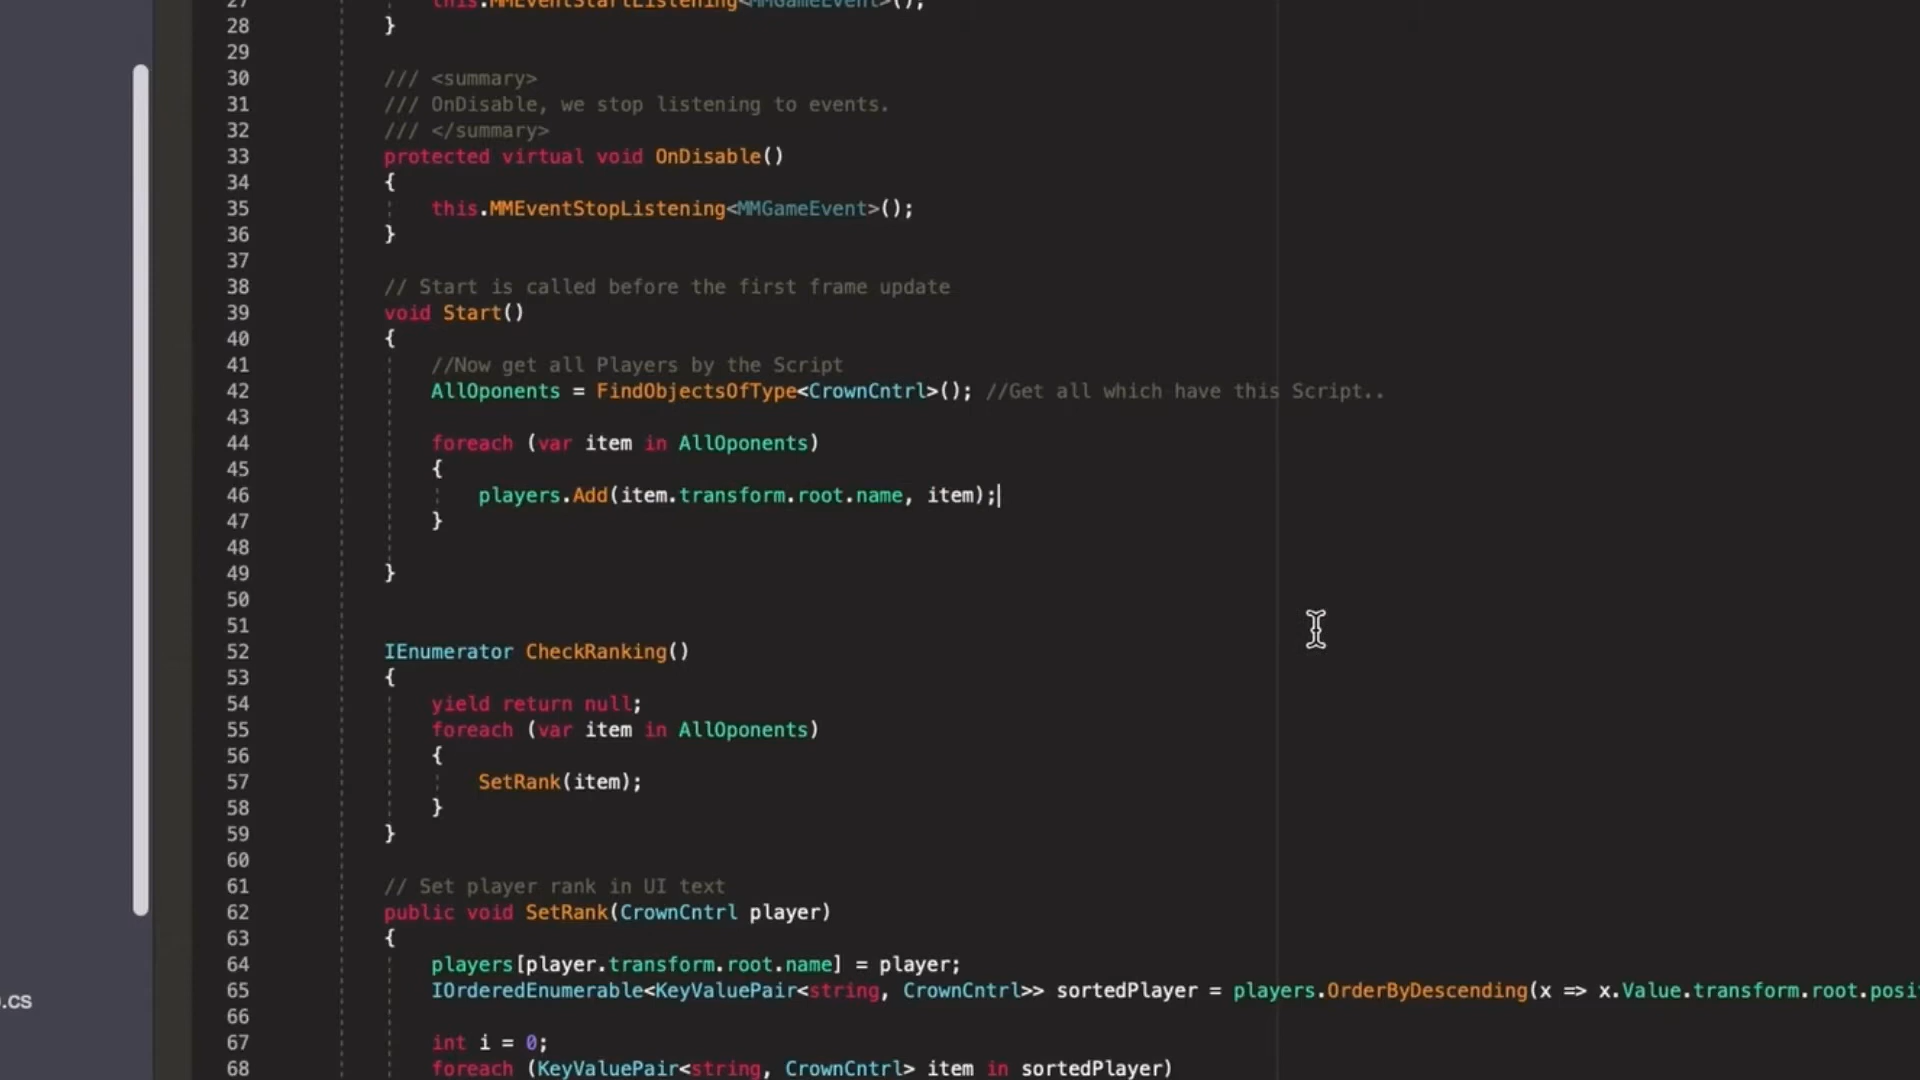 27 this.MMEventStartListening<MMGameEvent>();
28 }
29
30 /// <summary>
31 /// OnDisable, we stop listening to events.
32 /// </summary>
33 protected virtual void OnDisable()
34 {
35 this.MMEventStopListening<MMGameEvent>();
36 }
37
38 // Start is called before the first frame update
39 void Start()
40 {
41 //Now get all Players by the Script
42 AllOponents = FindObjectsOfType<CrownCntrl>(); //Get all which have this Script..
43
44 foreach (var item in AllOponents)
45 {
46 players.Add(item.transform.root.name, item);
47 }
48
49 }
50
51
52 IEnumerator CheckRanking()
53 {
54 yield return null;
55 foreach (var item in AllOponents)
56 {
57 SetRank(item);
58 }
59 }
60
61 // Set player rank in UI text
62 public void SetRank(CrownCntrl player)
63 {
64 players[player.transform.root.name] = player;
.cs
65 IOrderedEnumerable<KeyValuePair<string, CrownCntrl>> sortedPlayer = players.OrderByDescending(x => x.Value.transform.root.posi
66
67 int i = 0;
68 foreach (KeyValuePair<string, CrownCntrl> item in sortedPlayer)